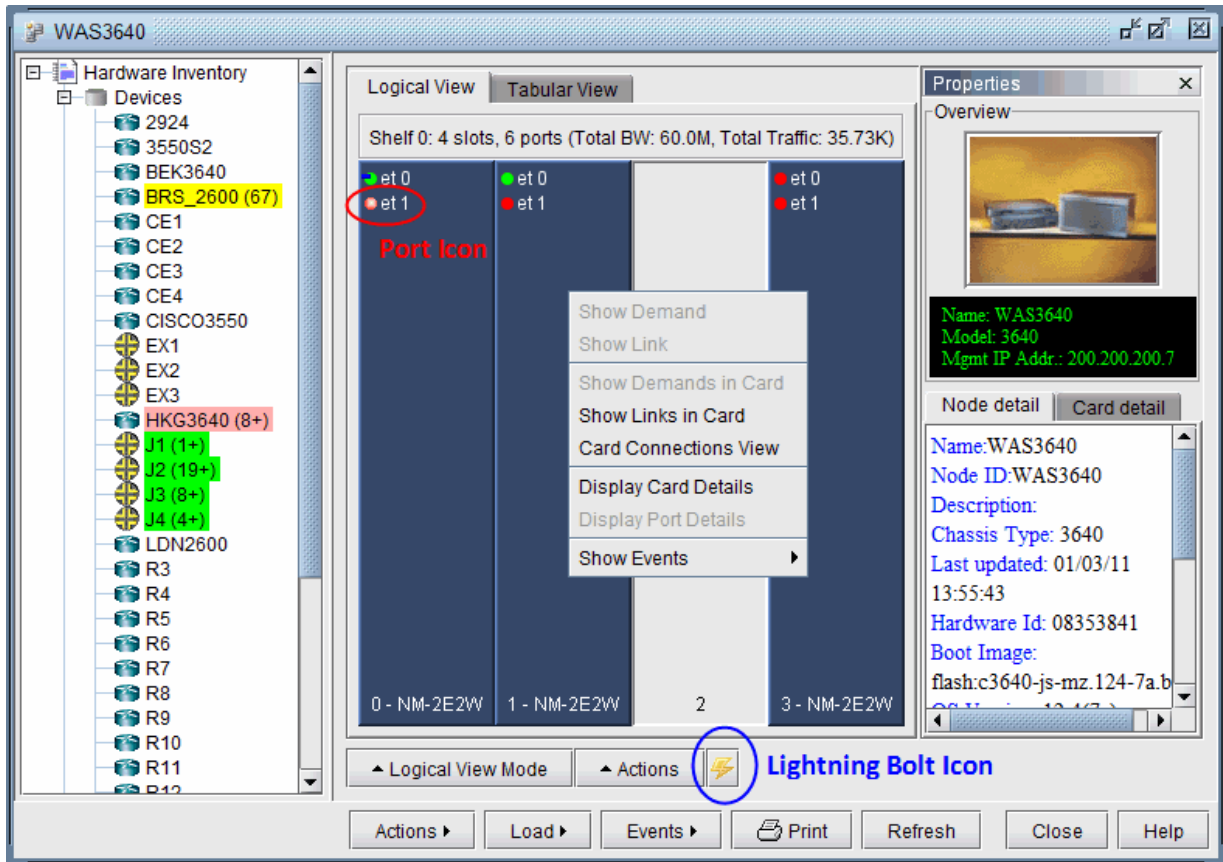 WAS3640
Hardware Inventory
Devices
2924
3550S2
BEK3640
BRS_2600 (67)
CE1
CE2
CE3
CE4
CISCO3550
EX1
EX2
EX3
HKG3640 (8+)
J1 (1+)
J2 (19+)
J3 (8+)
J4 (4+)
LDN2600
R3
R4
R5
R6
R7
R8
R9
R10
R11
R12
Logical View Tabular View
Shelf 0: 4 slots, 6 ports (Total BW: 60.0M, Total Traffic: 35.73K)
et 0 et 0 et 0
et 1 et 1 et 1
Port Icon
Show Demand
Show Link
Show Demands in Card
Show Links in Card
Card Connections View
Display Card Details
Display Port Details
Show Events
0 - NM-2E2W 1 - NM-2E2W 2 3 - NM-2E2W
Logical View Mode Actions Lightning Bolt Icon
Properties
Overview
Name: WAS3640
Model: 3640
Mgmt IP Addr.: 200.200.200.7
Node detail Card detail
Name:WAS3640
Node ID:WAS3640
Description:
Chassis Type: 3640
Last updated: 01/03/11
13:55:43
Hardware Id: 08353841
Boot Image:
flash:c3640-js-mz.124-7a.b
Actions Load Events Print Refresh Close Help